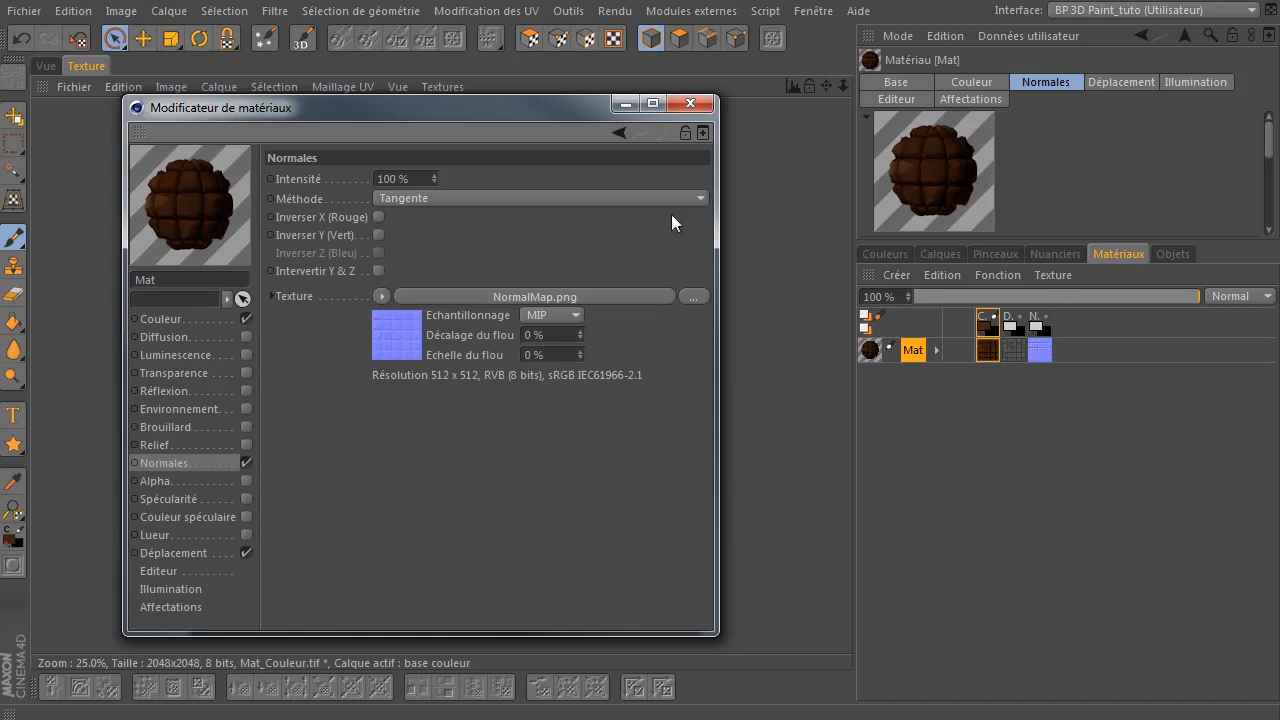 Fichier Edition Image Calque Sélection Filtre Sélection de géométrie Modification des UV Outils Rendu Modules externes Script Fenêtre Aide Interface: BP 3D Paint_tuto (Utilisateur)
3D
Mode Edition Données utilisateur
Vue Texture
Matériau [Mat]
Fichier Edition Image Calque Sélection Maillage UV Vue Textures
Base Couleur Normales Déplacement Illumination
Editeur Affectations
Modificateur de matériaux
Normales
Intensité . . . . . . . 100 %
Méthode . . . . . . . Tangente
Inverser X (Rouge)
Inverser Y (Vert). . .
Inverser Z (Bleu) . .
Intervertir Y & Z . .
Texture . . . . . . . . NormalMap.png ...
Echantillonnage MIP
Décalage du flou 0 %
Echelle du flou 0 %
Résolution 512 x 512, RVB (8 bits), sRGB IEC61966-2.1
Mat
Couleur. . . . . . . . .
Diffusion. . . . . . . .
Luminescence. . . .
Transparence. . . .
Réflexion. . . . . . .
Environnement. . .
Brouillard . . . . . .
Relief. . . . . . . . . .
Normales. . . . . . .
Alpha. . . . . . . . . .
Spécularité . . . . .
Couleur spéculaire
Lueur. . . . . . . . . .
Déplacement . . . .
Editeur . . . . . . . .
Illumination
Affectations
Couleurs Calques Pinceaux Nuanciers Matériaux Objets
Créer Edition Fonction Texture
100 % Normal
C. D. N.
Mat
T
C.
Zoom : 25.0%, Taille : 2048x2048, 8 bits, Mat_Couleur.tif *, Calque actif : base couleur
MAXON
CINEMA 4D